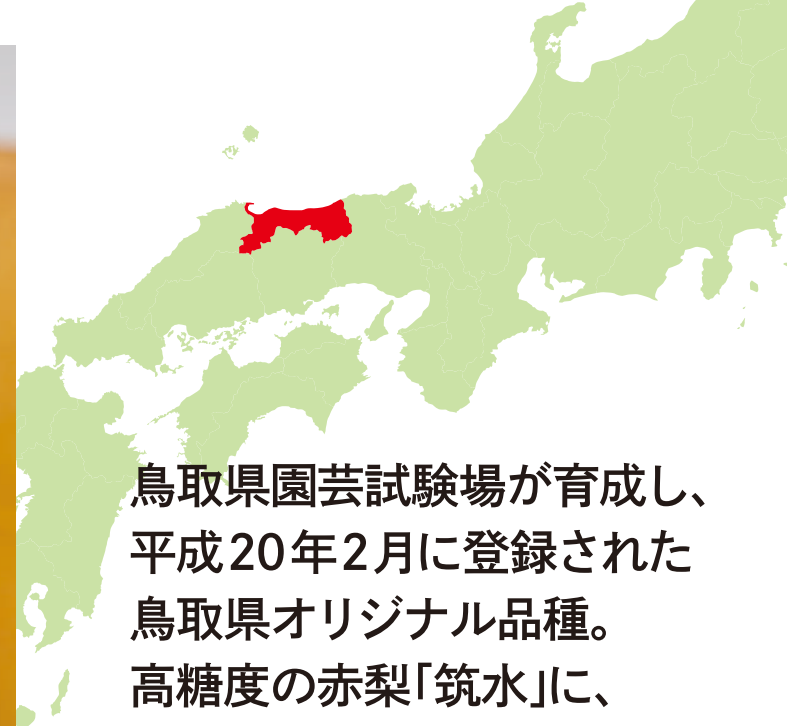 鳥取県園芸試験場が育成し、
平成20年2月に登録された
鳥取県オリジナル品種。
高糖度の赤梨「筑水」に、